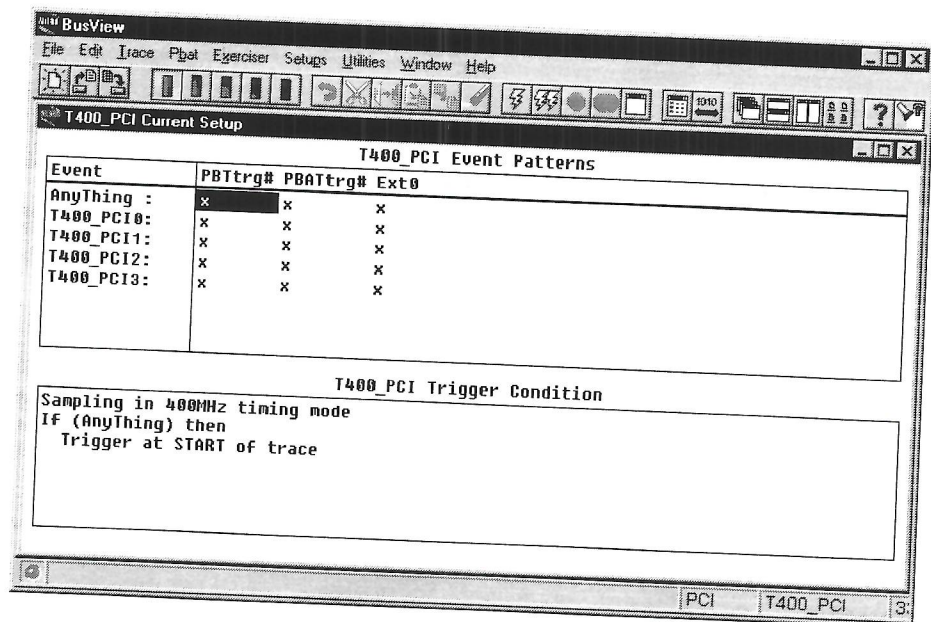 BusView
File Edit Trace Pbat Exerciser Setups Utilities Window Help
1010
T400_PCI Current Setup
T400_PCI Event Patterns
Event PBTtrg# PBATtrg# Ext0
AnyThing : x x x
T400_PCI0: x x x
T400_PCI1: x x x
T400_PCI2: x x x
T400_PCI3: x x x
T400_PCI Trigger Condition
Sampling in 400MHz timing mode
If (AnyThing) then
Trigger at START of trace
PCI T400_PCI 3: